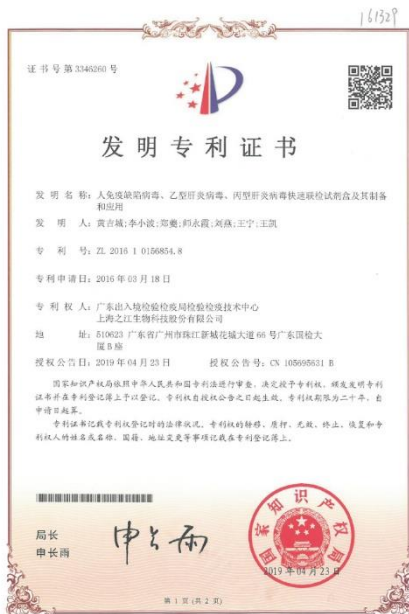 161329
证书号第3346260号
发明专利证书
发 明 名 称：人免疫缺陷病毒、乙型肝炎病毒、丙型肝炎病毒快速联检试剂盒及其制备
和应用
发 明 人：黄吉城;李小波;郑夔;师永霞;刘燕;王宁;王凯
专 利 号：ZL 2016 1 0156854.8
专利申请日：2016年03月18日
专 利 权 人：广东出入境检验检疫局检验检疫技术中心
上海之江生物科技股份有限公司
地 址：510623 广东省广州市珠江新城花城大道66号广东国检大
厦B座
授权公告日：2019年04月23日 授权公告号：CN 105695631 B
国家知识产权局依照中华人民共和国专利法进行审查，决定授予专利权，颁发发明专利
证书并在专利登记簿上予以登记。专利权自授权公告之日起生效。专利权期限为二十年，自
申请日起算。
专利证书记载专利权登记时的法律状况。专利权的转移、质押、无效、终止、恢复和专
利权人的姓名或名称、国籍、地址变更等事项记载在专利登记簿上。
局长
申长雨
申长雨
国家知识产权局
2019年04月23日
第 1 页 (共 2 页)